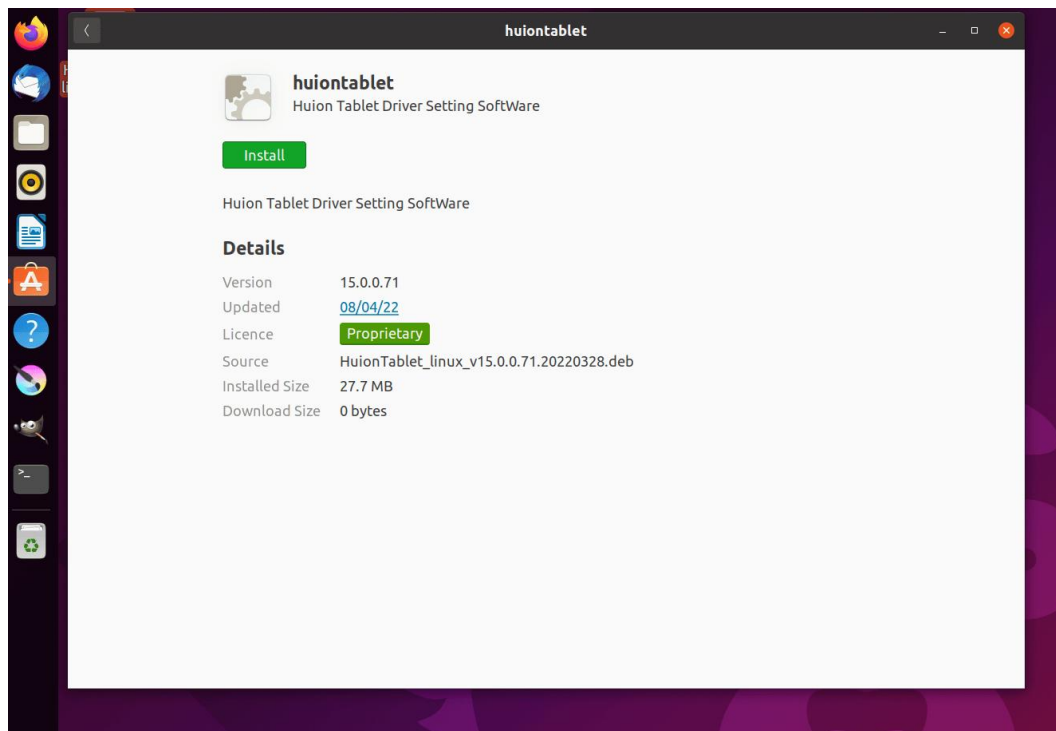 huiontablet
huiontablet
Huion Tablet Driver Setting SoftWare
Install
Huion Tablet Driver Setting SoftWare
Details
Version 15.0.0.71
Updated 08/04/22
Licence Proprietary
Source HuionTablet_linux_v15.0.0.71.20220328.deb
Installed Size 27.7 MB
Download Size 0 bytes